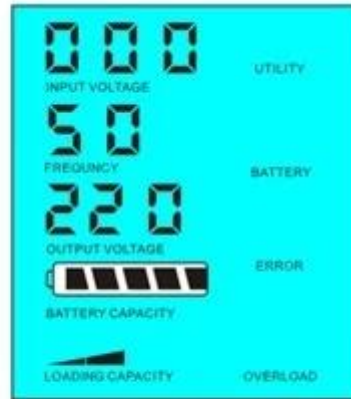 000
INPUT VOLTAGE
UTILITY
50
FREQUNCY
BATTERY
220
OUTPUT VOLTAGE
ERROR
BATTERY CAPACITY
LOADING CAPACITY
OVERLOAD